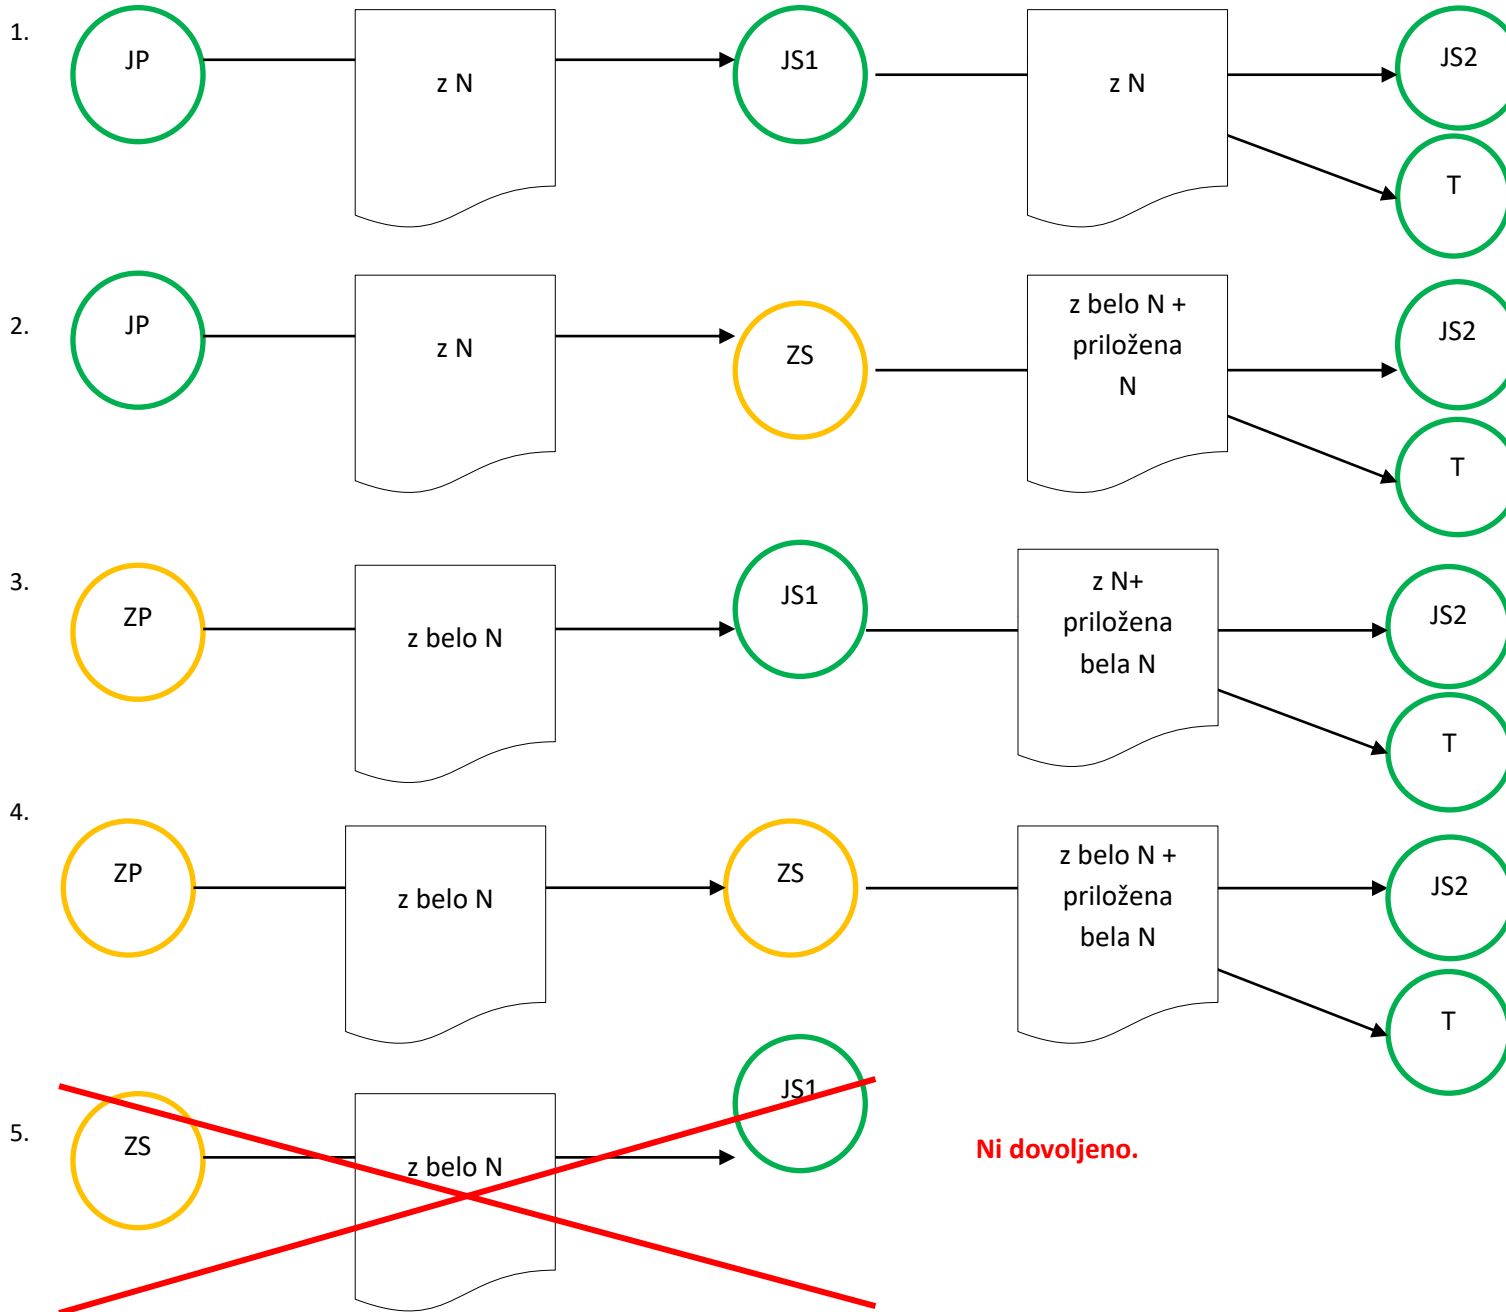 1.
JP
z N
JS1
z N
JS2
T
2.
JP
z N
ZS
z belo N +
priložena
N
JS2
T
3.
ZP
z belo N
JS1
z N+
priložena
bela N
JS2
T
4.
ZP
z belo N
ZS
z belo N +
priložena
bela N
JS2
T
5.
ZS
z belo N
JS1
Ni dovoljeno.